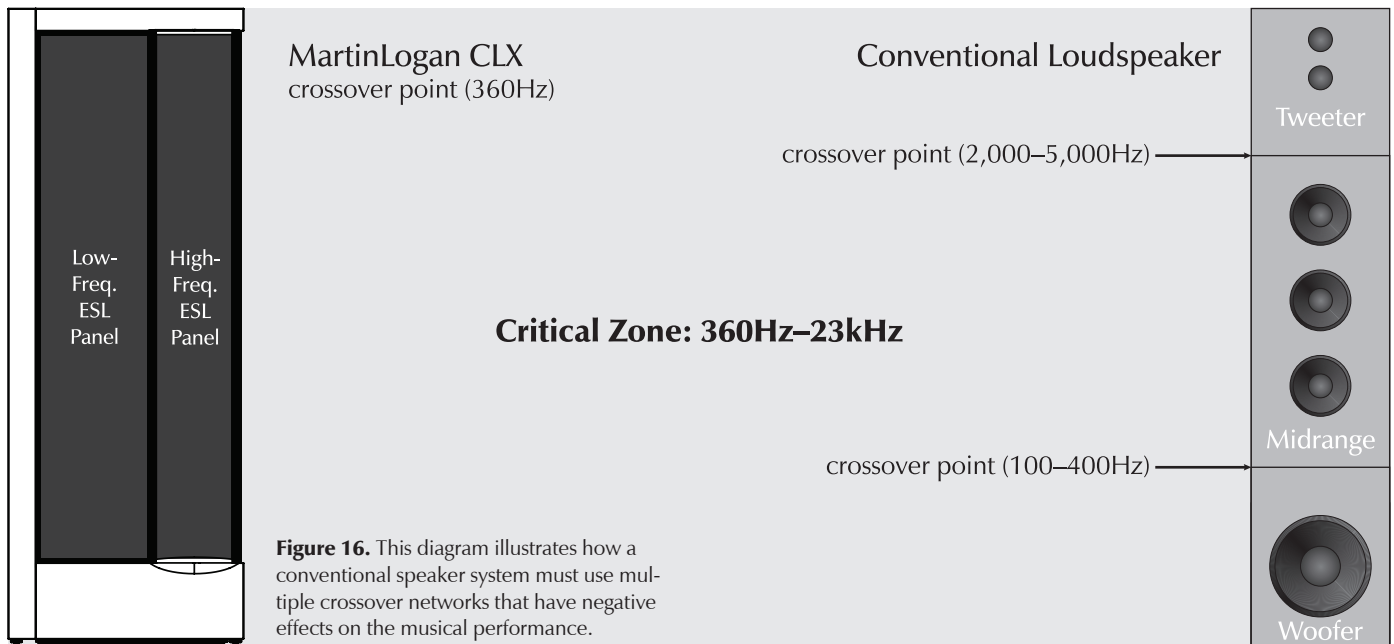 MartinLogan CLX
crossover point (360Hz)
Conventional Loudspeaker
Tweeter
crossover point (2,000–5,000Hz)
Low-
Freq.
ESL
Panel
High-
Freq.
ESL
Panel
Critical Zone: 360Hz–23kHz
Midrange
crossover point (100–400Hz)
Figure 16. This diagram illustrates how a
conventional speaker system must use mul-
tiple crossover networks that have negative
effects on the musical performance.
Woofer